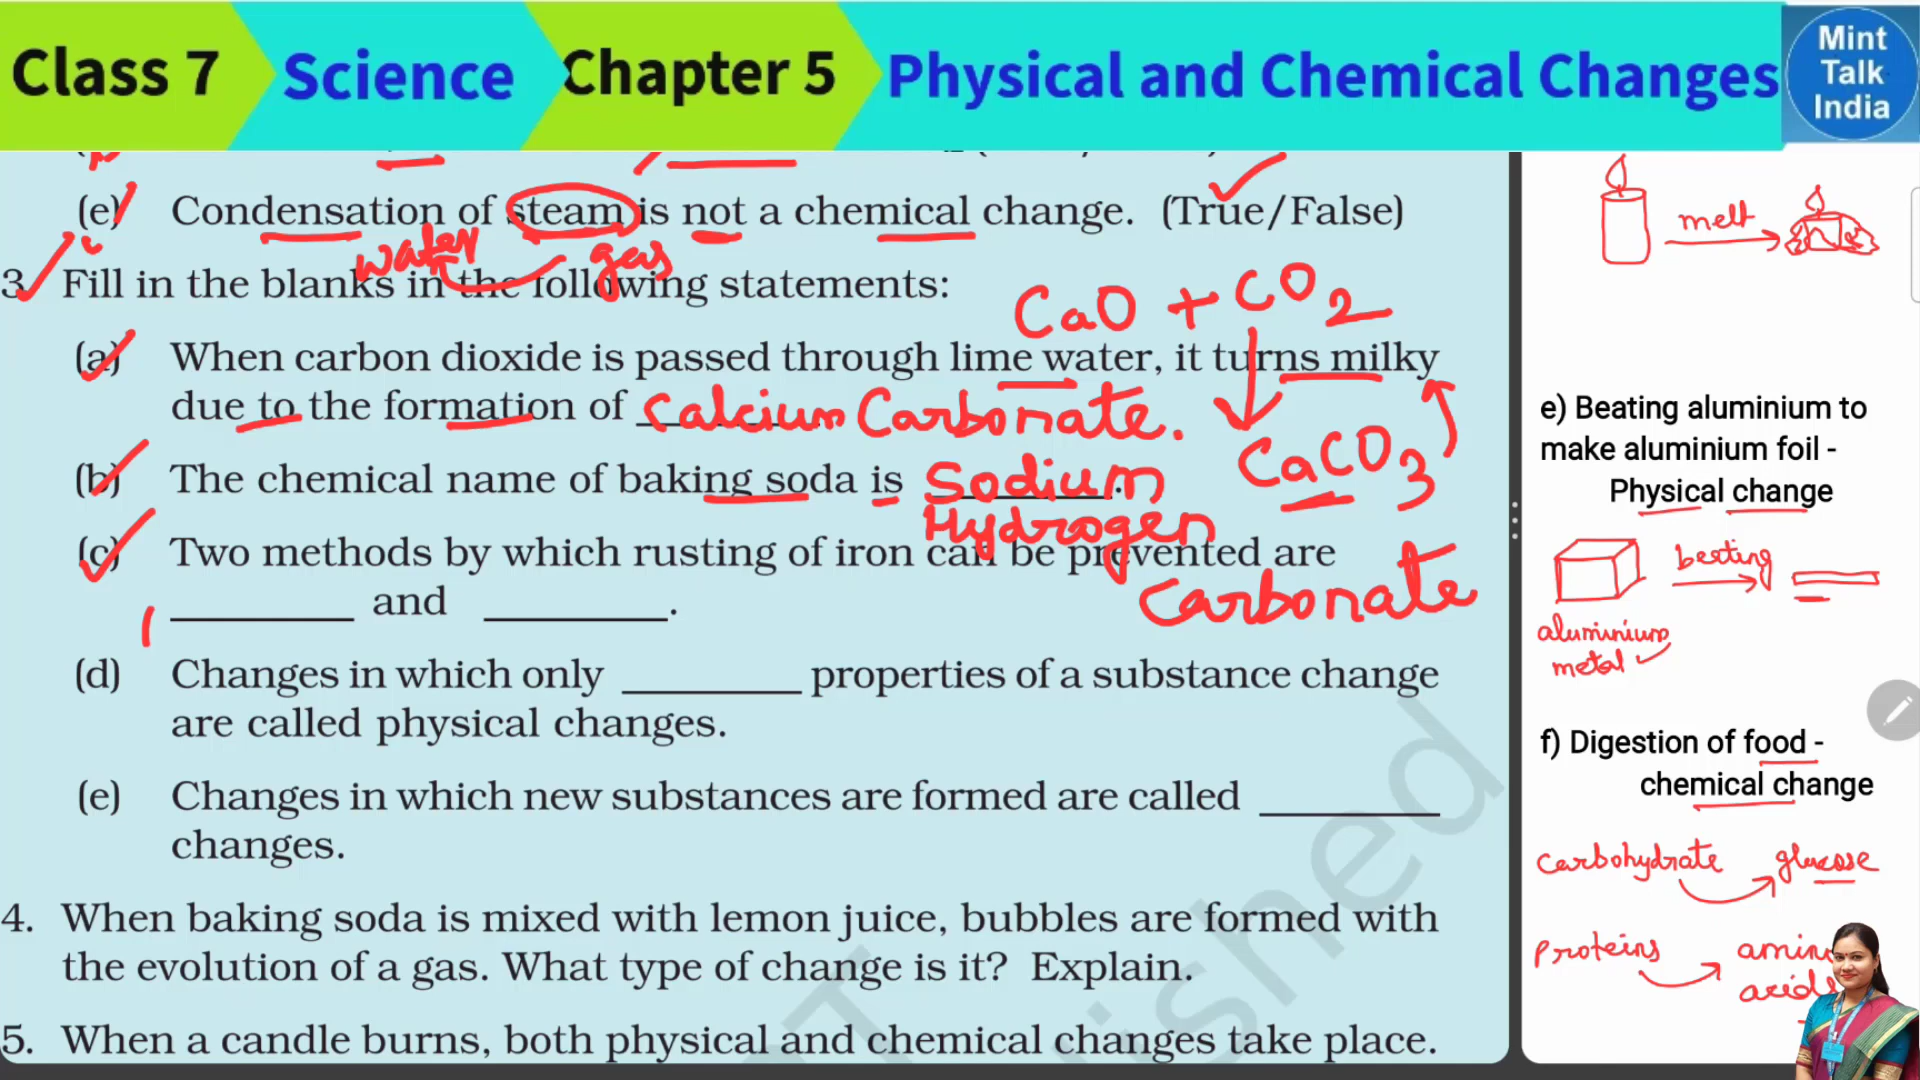 Class 7 Science Chapter 5 Physical and Chemical Changes
Mint
Talk
India
(e) Condensation of steam is not a chemical change. (True/False)
water gas
3. Fill in the blanks in the following statements:
CaO + CO2
(a) When carbon dioxide is passed through lime water, it turns milky
due to the formation of Calcium Carbonate.
CaCO3
(b) The chemical name of baking soda is Sodium
Hydrogen
Carbonate
(c) Two methods by which rusting of iron can be prevented are
________ and ________.
(d) Changes in which only ________ properties of a substance change
are called physical changes.
(e) Changes in which new substances are formed are called ________
changes.
4. When baking soda is mixed with lemon juice, bubbles are formed with
the evolution of a gas. What type of change is it? Explain.
5. When a candle burns, both physical and chemical changes take place.
melt
e) Beating aluminium to
make aluminium foil -
Physical change
beating
aluminium
metal
f) Digestion of food -
chemical change
carbohydrate glucose
proteins amino
acids